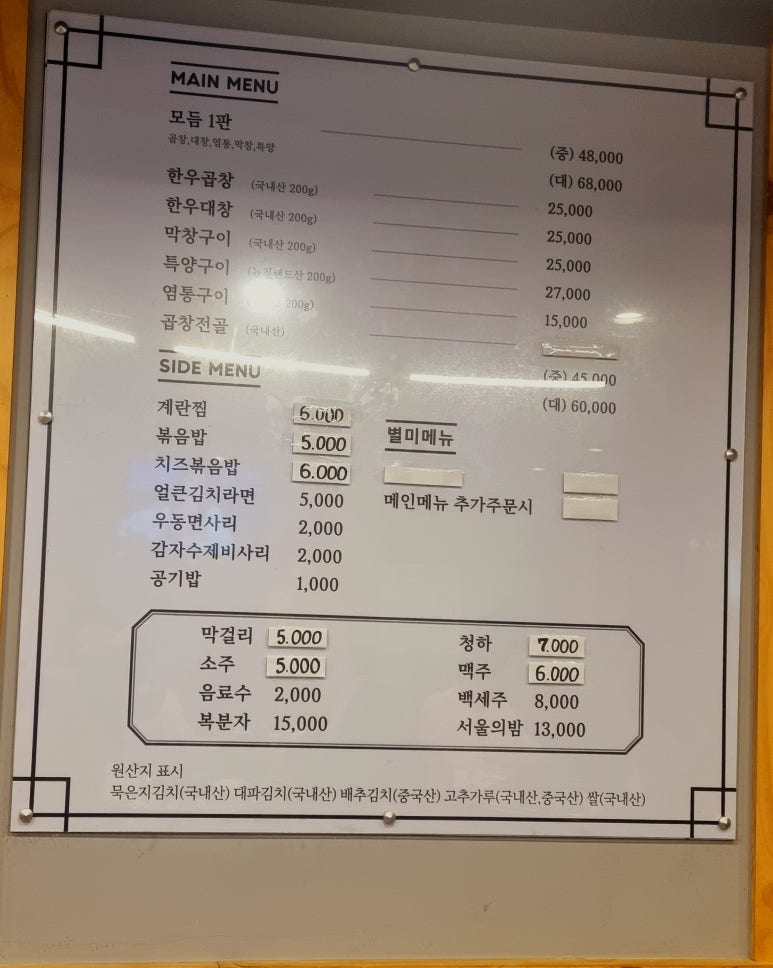 MAIN MENU
모듬 1판
곱창,대창,염통,막창,특양
(중) 48,000
(대) 68,000
한우곱창 (국내산 200g) 25,000
한우대창 (국내산 200g) 25,000
막창구이 (국내산 200g) 25,000
특양구이 (뉴질랜드산 200g) 27,000
염통구이 200g) 15,000
곱창전골 (국내산)
(중) 45,000
(대) 60,000
SIDE MENU
계란찜 6.000
볶음밥 5.000
치즈볶음밥 6.000
얼큰김치라면 5,000
우동면사리 2,000
감자수제비사리 2,000
공기밥 1,000
별미메뉴
메인메뉴 추가주문시
막걸리 5.000
소주 5.000
음료수 2,000
복분자 15,000
청하 7.000
맥주 6.000
백세주 8,000
서울의밤 13,000
원산지 표시
묵은지김치(국내산) 대파김치(국내산) 배추김치(중국산) 고추가루(국내산,중국산) 쌀(국내산)